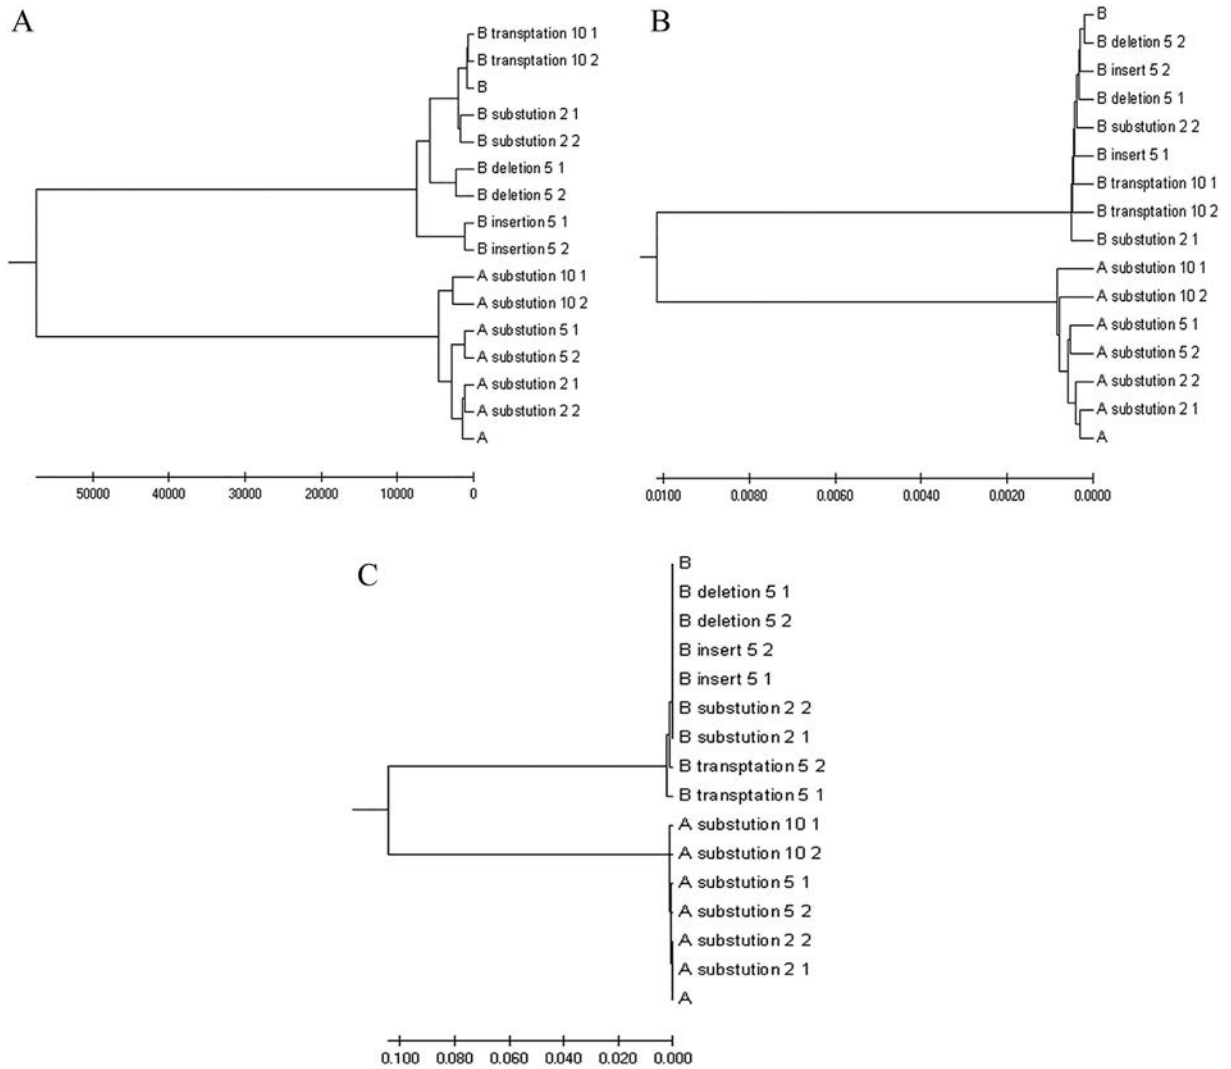 A
B transptation 10 1
B transptation 10 2
B
B substution 2 1
B substution 2 2
B deletion 5 1
B deletion 5 2
B insertion 5 1
B insertion 5 2
A substution 10 1
A substution 10 2
A substution 5 1
A substution 5 2
A substution 2 1
A substution 2 2
A
50000 40000 30000 20000 10000 0
B
B
B deletion 5 2
B insert 5 2
B deletion 5 1
B substution 2 2
B insert 5 1
B transptation 10 1
B transptation 10 2
B substution 2 1
A substution 10 1
A substution 10 2
A substution 5 1
A substution 5 2
A substution 2 2
A substution 2 1
A
0.0100 0.0080 0.0060 0.0040 0.0020 0.0000
C
B
B deletion 5 1
B deletion 5 2
B insert 5 2
B insert 5 1
B substution 2 2
B substution 2 1
B transptation 5 2
B transptation 5 1
A substution 10 1
A substution 10 2
A substution 5 1
A substution 5 2
A substution 2 2
A substution 2 1
A
0.100 0.080 0.060 0.040 0.020 0.000